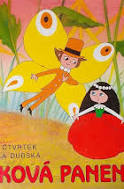 ČTVRTEK
A DUBSKÁ
KOVÁ PANEN